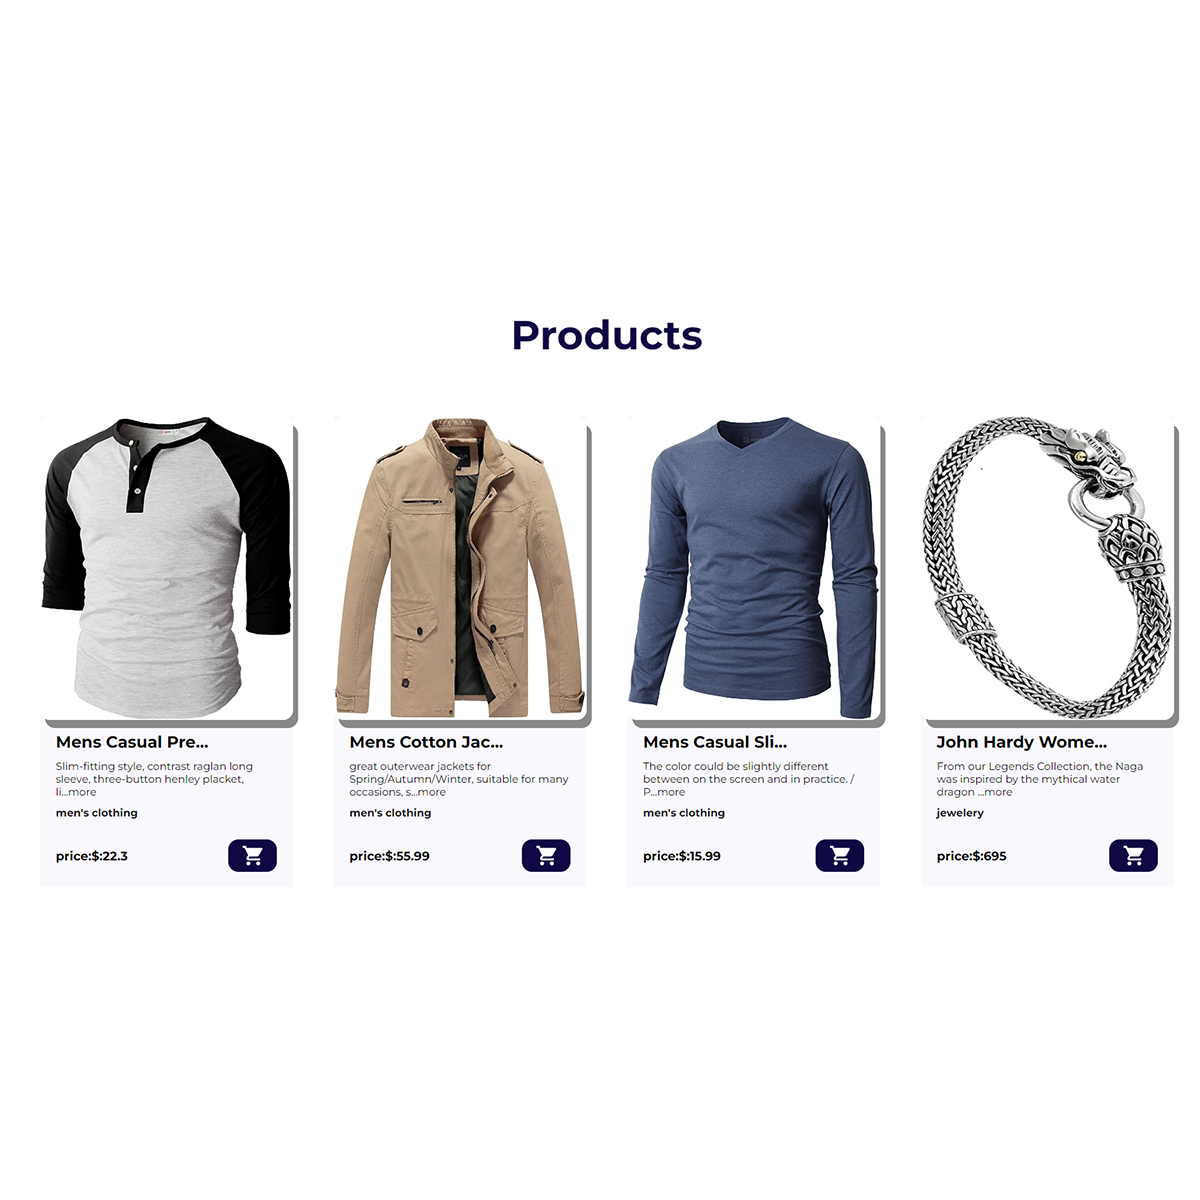 Products
Mens Casual Pre...
Slim-fitting style, contrast raglan long
sleeve, three-button henley placket,
li...more
men's clothing
price:$:22.3
Mens Cotton Jac...
great outerwear jackets for
Spring/Autumn/Winter, suitable for many
occasions, s...more
men's clothing
price:$:55.99
Mens Casual Sli...
The color could be slightly different
between on the screen and in practice. /
P...more
men's clothing
price:$:15.99
John Hardy Wome...
From our Legends Collection, the Naga
was inspired by the mythical water
dragon ...more
jewelery
price:$:695